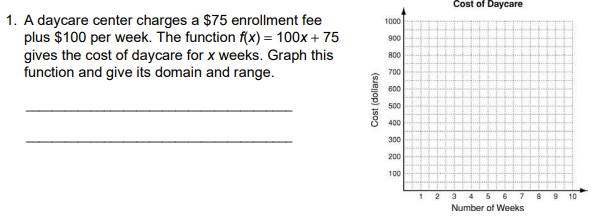 1. A daycare center charges a $75 enrollment fee
plus $100 per week. The function f(x) = 100x + 75
gives the cost of daycare for x weeks. Graph this
function and give its domain and range.
Cost of Daycare
Cost (dollars)
1000
900
800
700
600
500
400
300
200
100
1 2 3 4 5 6 7 8 9 10
Number of Weeks